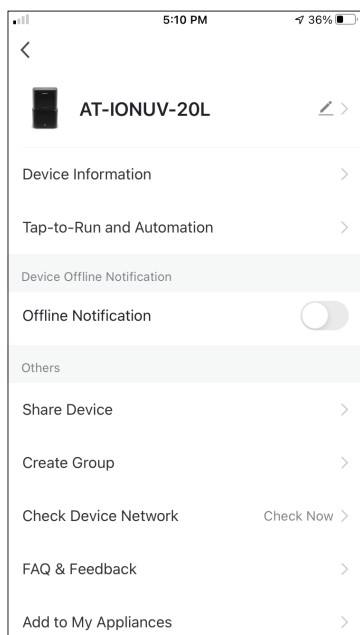 5:10 PM 36%
AT-IONUV-20L
Device Information
Tap-to-Run and Automation
Device Offline Notification
Offline Notification
Others
Share Device
Create Group
Check Device Network Check Now
FAQ & Feedback
Add to My Appliances